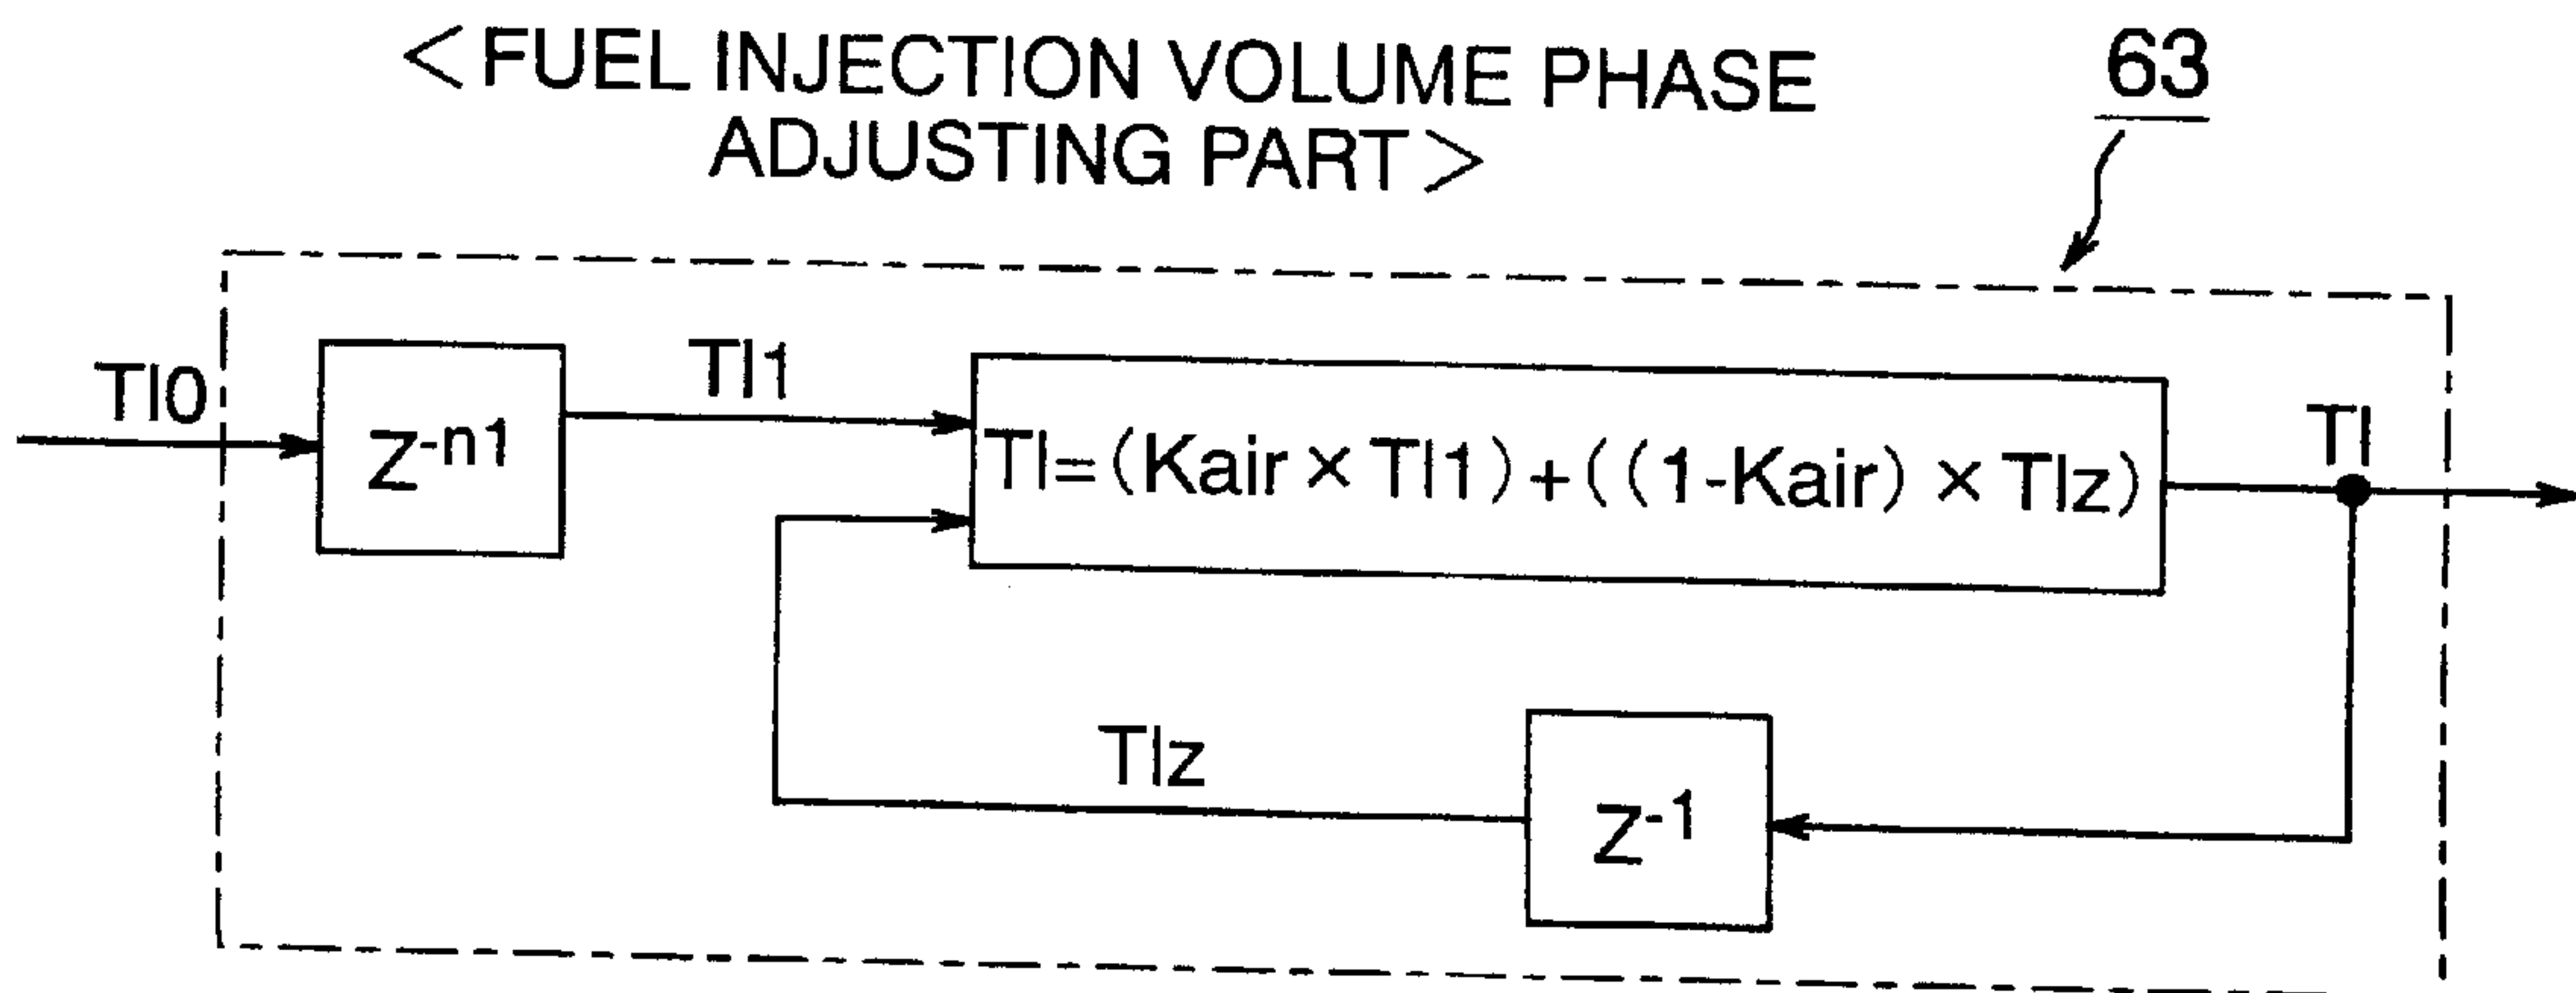 <FUEL INJECTION VOLUME PHASE
ADJUSTING PART>
63
TI0
Z-n1
TI1
TI=(Kair×TI1)+((1-Kair)×TIz)
TI
TIz
Z-1